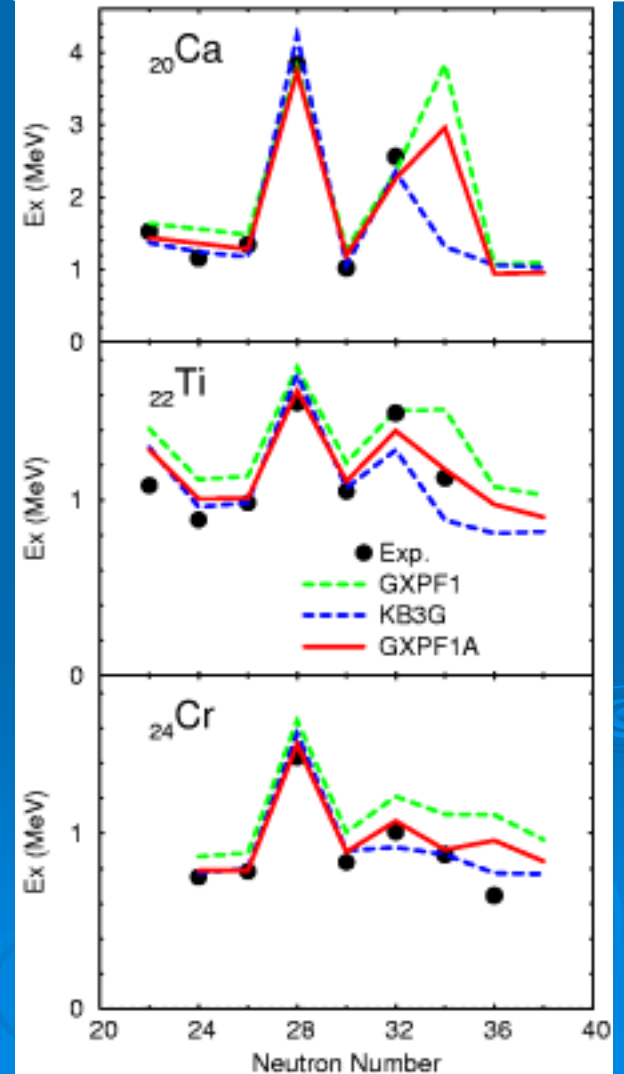 ₂₀Ca
Ex (MeV)
4
3
2
1
0
₂₂Ti
Ex (MeV)
1
0
Exp.
GXPF1
KB3G
GXPF1A
₂₄Cr
Ex (MeV)
1
0
20 24 28 32 36 40
Neutron Number